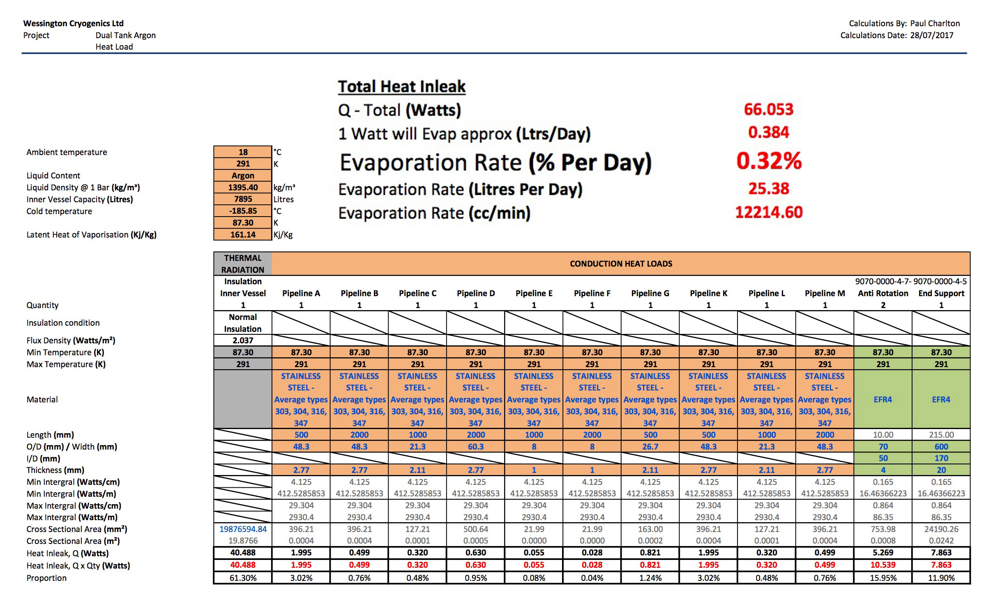 Wessington Cryogenics Ltd
Calculations By: Paul Charlton
Project Dual Tank Argon
Calculations Date: 28/07/2017
Heat Load
Total Heat Inleak
Q - Total (Watts) 66.053
1 Watt will Evap approx (Ltrs/Day) 0.384
Evaporation Rate (% Per Day) 0.32%
Evaporation Rate (Litres Per Day) 25.38
Evaporation Rate (cc/min) 12214.60
Ambient temperature 18 °C
291 K
Liquid Content Argon
Liquid Density @ 1 Bar (kg/m³) 1395.40 kg/m³
Inner Vessel Capacity (Litres) 7895 Litres
Cold temperature -185.85 °C
87.30 K
Latent Heat of Vaporisation (Kj/Kg) 161.14 Kj/Kg
THERMAL
RADIATION
CONDUCTION HEAT LOADS
Insulation 9070-0000-4-7- 9070-0000-4-5
Inner Vessel Pipeline A Pipeline B Pipeline C Pipeline D Pipeline E Pipeline F Pipeline G Pipeline K Pipeline L Pipeline M Anti Rotation End Support
Quantity 1 1 1 1 1 1 1 1 1 1 1 2 1
Insulation condition
Normal
Insulation
Flux Density (Watts/m²) 2.037
Min Temperature (K) 87.30 87.30 87.30 87.30 87.30 87.30 87.30 87.30 87.30 87.30 87.30 87.30 87.30
Max Temperature (K) 291 291 291 291 291 291 291 291 291 291 291 291 291
STAINLESS STAINLESS STAINLESS STAINLESS STAINLESS STAINLESS STAINLESS STAINLESS STAINLESS STAINLESS
STEEL - STEEL - STEEL - STEEL - STEEL - STEEL - STEEL - STEEL - STEEL - STEEL -
Material Average types Average types Average types Average types Average types Average types Average types Average types Average types Average types EFR4 EFR4
303, 304, 316, 303, 304, 316, 303, 304, 316, 303, 304, 316, 303, 304, 316, 303, 304, 316, 303, 304, 316, 303, 304, 316, 303, 304, 316, 303, 304, 316,
347 347 347 347 347 347 347 347 347 347
Length (mm) 500 2000 1000 2000 1000 2000 500 500 1000 2000 10.00 215.00
O/D (mm) / Width (mm) 48.3 48.3 21.3 60.3 8 8 26.7 48.3 21.3 48.3 70 600
I/D (mm) 50 170
Thickness (mm) 2.77 2.77 2.11 2.77 1 1 2.11 2.77 2.11 2.77 4 20
Min Intergral (Watts/cm) 4.125 4.125 4.125 4.125 4.125 4.125 4.125 4.125 4.125 4.125 0.165 0.165
Min Intergral (Watts/m) 412.5285853 412.5285853 412.5285853 412.5285853 412.5285853 412.5285853 412.5285853 412.5285853 412.5285853 412.5285853 16.46366223 16.46366223
Max Intergral (Watts/cm) 29.304 29.304 29.304 29.304 29.304 29.304 29.304 29.304 29.304 29.304 0.864 0.864
Max Intergral (Watts/m) 2930.4 2930.4 2930.4 2930.4 2930.4 2930.4 2930.4 2930.4 2930.4 2930.4 86.35 86.35
Cross Sectional Area (mm²) 19876594.84 396.21 396.21 127.21 500.64 21.99 21.99 163.00 396.21 127.21 396.21 753.98 24190.26
Cross Sectional Area (m²) 19.8766 0.0004 0.0004 0.0001 0.0005 0.0000 0.0000 0.0002 0.0004 0.0001 0.0004 0.0008 0.0242
Heat Inleak, Q (Watts) 40.488 1.995 0.499 0.320 0.630 0.055 0.028 0.821 1.995 0.320 0.499 5.269 7.863
Heat Inleak, Q x Qty (Watts) 40.488 1.995 0.499 0.320 0.630 0.055 0.028 0.821 1.995 0.320 0.499 10.539 7.863
Proportion 61.30% 3.02% 0.76% 0.48% 0.95% 0.08% 0.04% 1.24% 3.02% 0.48% 0.76% 15.95% 11.90%